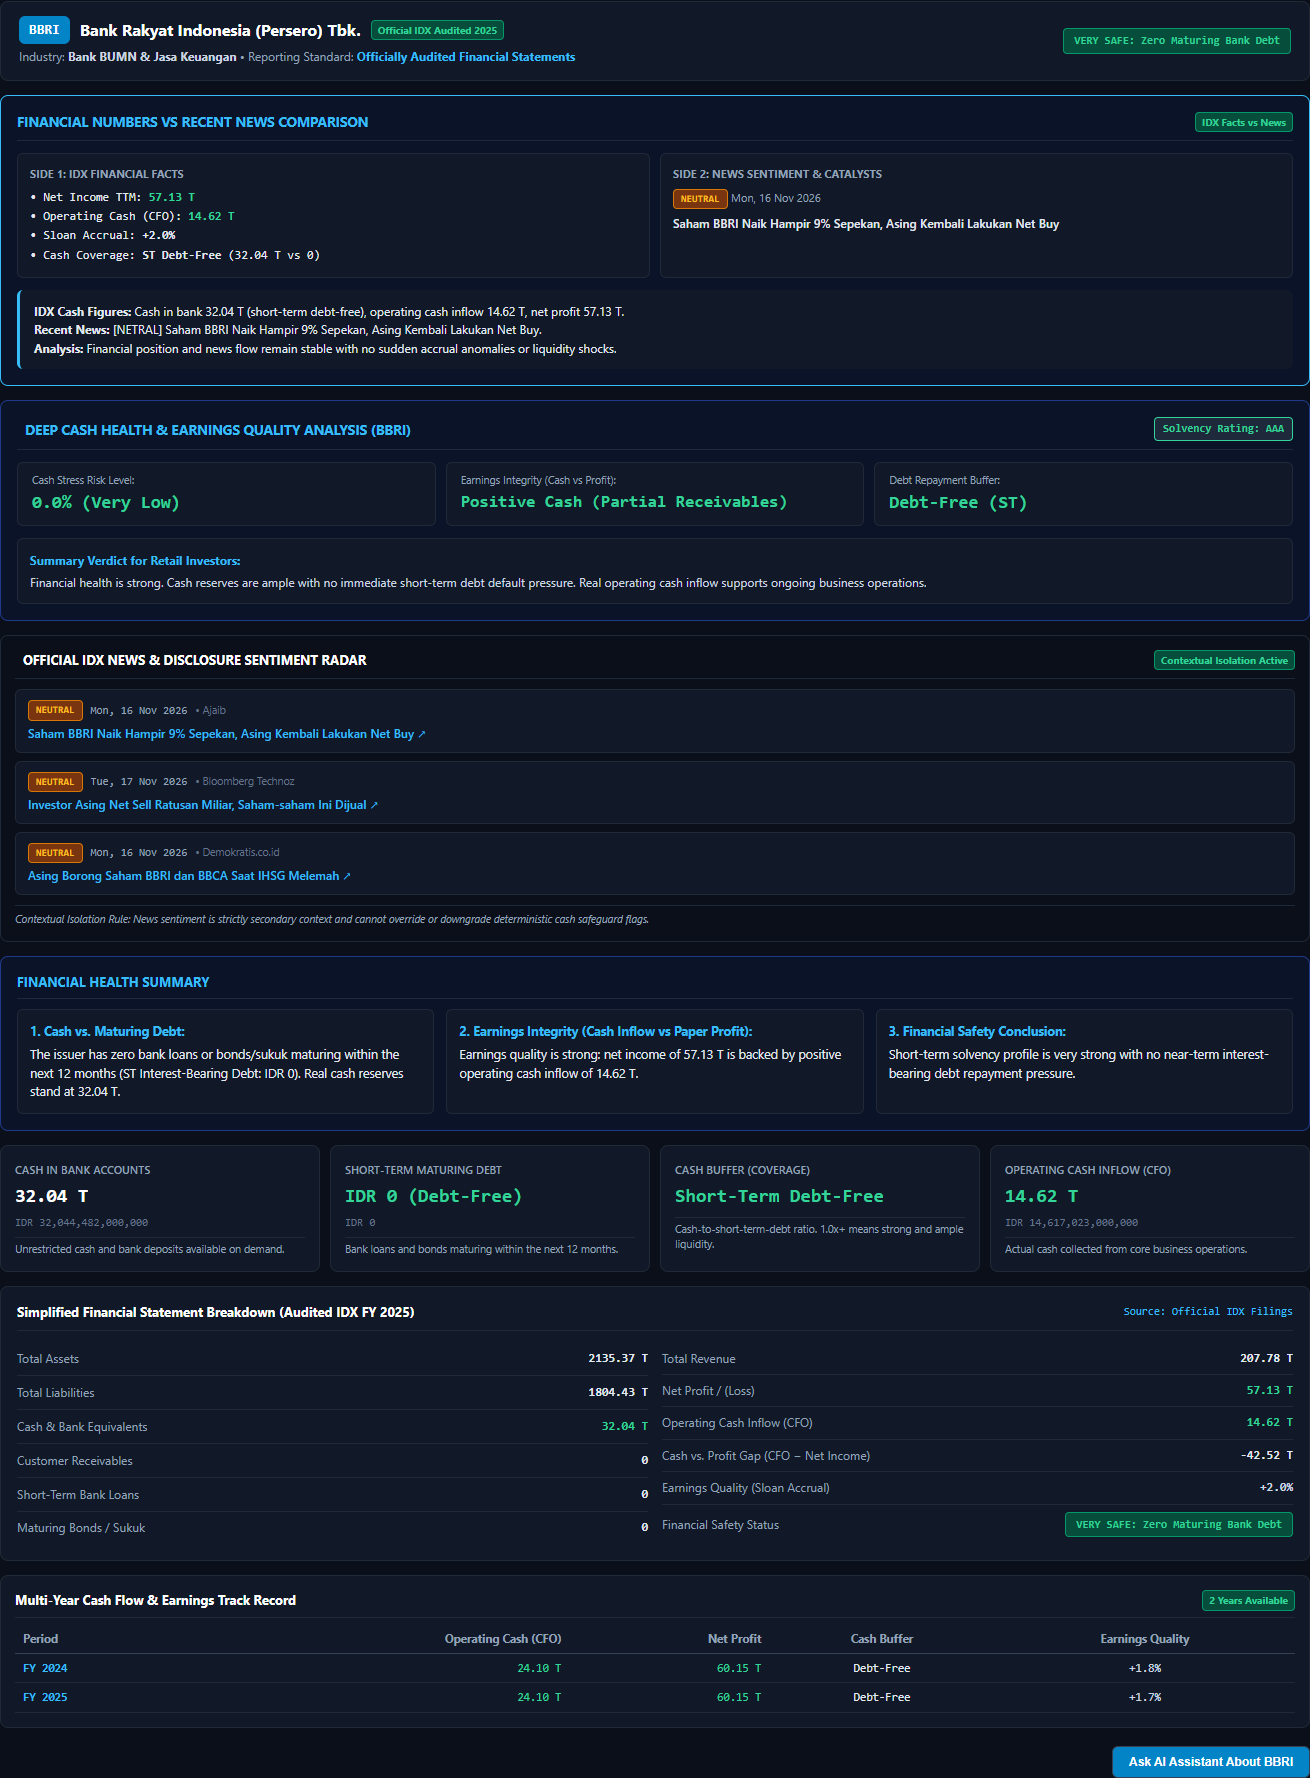 BBRI
Bank Rakyat Indonesia (Persero) Tbk.
Official IDX Audited 2025
Industry: Bank BUMN & Jasa Keuangan • Reporting Standard: Officially Audited Financial Statements
VERY SAFE: Zero Maturing Bank Debt
FINANCIAL NUMBERS VS RECENT NEWS COMPARISON
IDX Facts vs News
SIDE 1: IDX FINANCIAL FACTS
• Net Income TTM: 57.13 T
• Operating Cash (CFO): 14.62 T
• Sloan Accrual: +2.0%
• Cash Coverage: ST Debt-Free (32.04 T vs 0)
SIDE 2: NEWS SENTIMENT & CATALYSTS
NEUTRAL Mon, 16 Nov 2026
Saham BBRI Naik Hampir 9% Sepekan, Asing Kembali Lakukan Net Buy
IDX Cash Figures: Cash in bank 32.04 T (short-term debt-free), operating cash inflow 14.62 T, net profit 57.13 T.
Recent News: [NETRAL] Saham BBRI Naik Hampir 9% Sepekan, Asing Kembali Lakukan Net Buy.
Analysis: Financial position and news flow remain stable with no sudden accrual anomalies or liquidity shocks.
DEEP CASH HEALTH & EARNINGS QUALITY ANALYSIS (BBRI)
Solvency Rating: AAA
Cash Stress Risk Level:
0.0% (Very Low)
Earnings Integrity (Cash vs Profit):
Positive Cash (Partial Receivables)
Debt Repayment Buffer:
Debt-Free (ST)
Summary Verdict for Retail Investors:
Financial health is strong. Cash reserves are ample with no immediate short-term debt default pressure. Real operating cash inflow supports ongoing business operations.
OFFICIAL IDX NEWS & DISCLOSURE SENTIMENT RADAR
Contextual Isolation Active
NEUTRAL Mon, 16 Nov 2026 • Ajaib
Saham BBRI Naik Hampir 9% Sepekan, Asing Kembali Lakukan Net Buy ↗
NEUTRAL Tue, 17 Nov 2026 • Bloomberg Technoz
Investor Asing Net Sell Ratusan Miliar, Saham-saham Ini Dijual ↗
NEUTRAL Mon, 16 Nov 2026 • Demokratis.co.id
Asing Borong Saham BBRI dan BBCA Saat IHSG Melemah ↗
Contextual Isolation Rule: News sentiment is strictly secondary context and cannot override or downgrade deterministic cash safeguard flags.
FINANCIAL HEALTH SUMMARY
1. Cash vs. Maturing Debt:
The issuer has zero bank loans or bonds/sukuk maturing within the
next 12 months (ST Interest-Bearing Debt: IDR 0). Real cash reserves
stand at 32.04 T.
2. Earnings Integrity (Cash Inflow vs Paper Profit):
Earnings quality is strong: net income of 57.13 T is backed by positive
operating cash inflow of 14.62 T.
3. Financial Safety Conclusion:
Short-term solvency profile is very strong with no near-term interest-
bearing debt repayment pressure.
CASH IN BANK ACCOUNTS
32.04 T
IDR 32,044,482,000,000
Unrestricted cash and bank deposits available on demand.
SHORT-TERM MATURING DEBT
IDR 0 (Debt-Free)
IDR 0
Bank loans and bonds maturing within the next 12 months.
CASH BUFFER (COVERAGE)
Short-Term Debt-Free
Cash-to-short-term-debt ratio. 1.0x+ means strong and ample
liquidity.
OPERATING CASH INFLOW (CFO)
14.62 T
IDR 14,617,023,000,000
Actual cash collected from core business operations.
Simplified Financial Statement Breakdown (Audited IDX FY 2025)
Source: Official IDX Filings
Total Assets 2135.37 T
Total Liabilities 1804.43 T
Cash & Bank Equivalents 32.04 T
Customer Receivables 0
Short-Term Bank Loans 0
Maturing Bonds / Sukuk 0
Total Revenue 207.78 T
Net Profit / (Loss) 57.13 T
Operating Cash Inflow (CFO) 14.62 T
Cash vs. Profit Gap (CFO − Net Income) -42.52 T
Earnings Quality (Sloan Accrual) +2.0%
Financial Safety Status VERY SAFE: Zero Maturing Bank Debt
Multi-Year Cash Flow & Earnings Track Record
2 Years Available
Period Operating Cash (CFO) Net Profit Cash Buffer Earnings Quality
FY 2024 24.10 T 60.15 T Debt-Free +1.8%
FY 2025 24.10 T 60.15 T Debt-Free +1.7%
Ask AI Assistant About BBRI